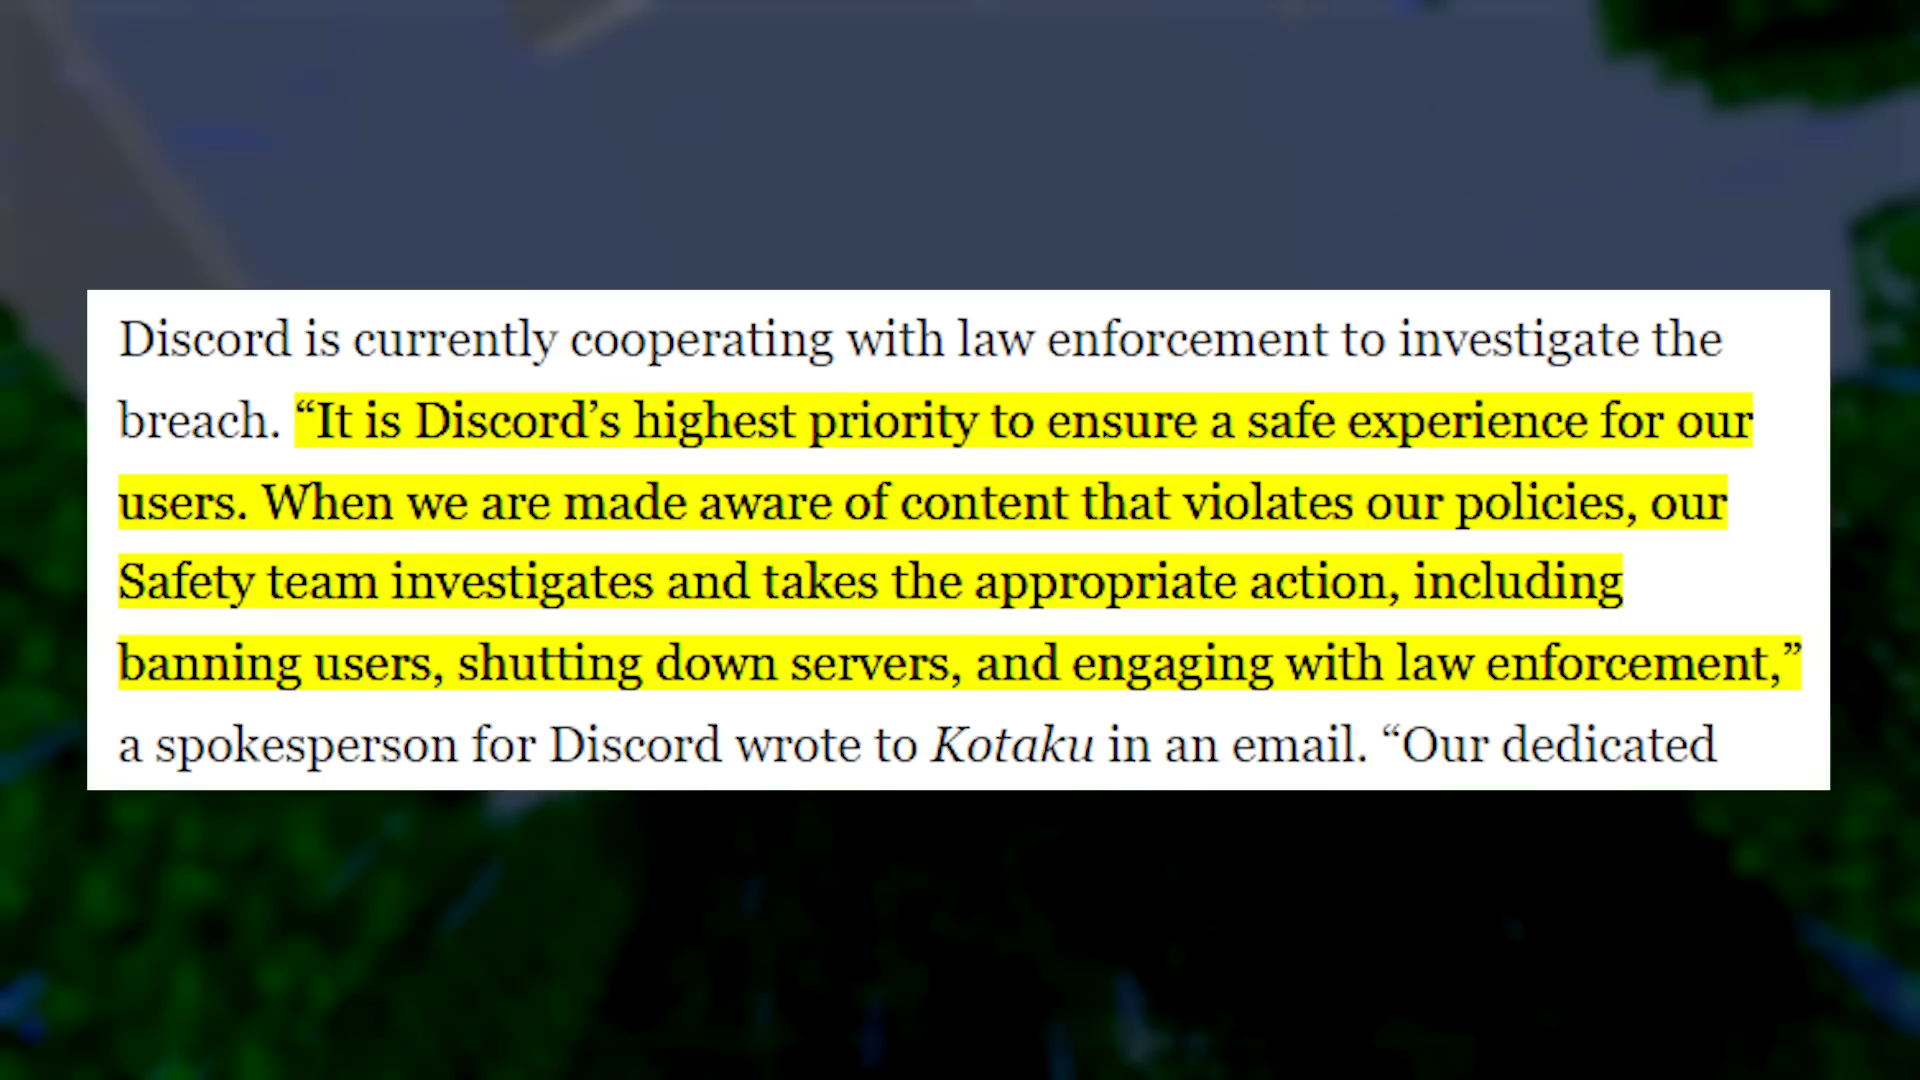 Discord is currently cooperating with law enforcement to investigate the
breach. “It is Discord’s highest priority to ensure a safe experience for our
users. When we are made aware of content that violates our policies, our
Safety team investigates and takes the appropriate action, including
banning users, shutting down servers, and engaging with law enforcement,”
a spokesperson for Discord wrote to Kotaku in an email. “Our dedicated